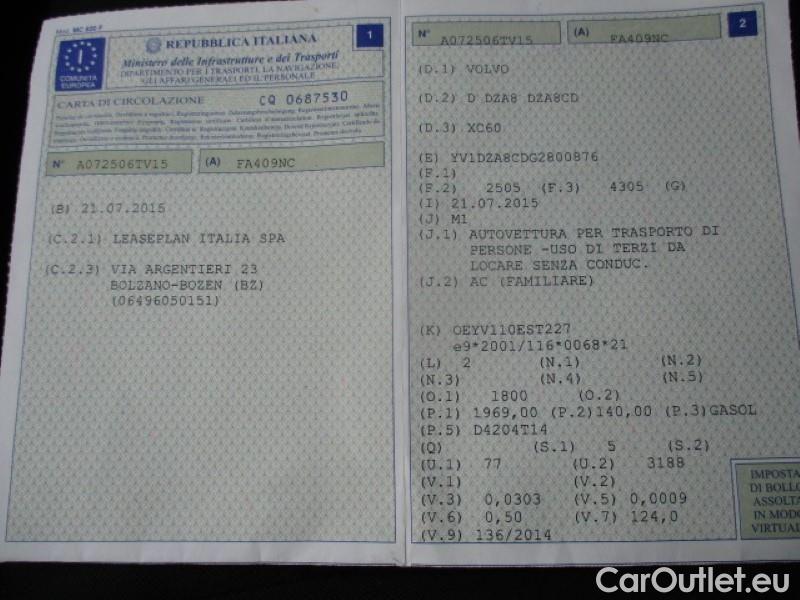 Mod. MC 820 F
1
I
COMUNITÀ
EUROPEA
REPUBBLICA ITALIANA
Ministero delle Infrastrutture e dei Trasporti
DIPARTIMENTO PER I TRASPORTI, LA NAVIGAZIONE,
GLI AFFARI GENERALI ED IL PERSONALE
CARTA DI CIRCOLAZIONE CQ 0687530
N° A072506TV15 (A) FA409NC
(B) 21.07.2015
(C.2.1) LEASEPLAN ITALIA SPA
(C.2.3) VIA ARGENTIERI 23
BOLZANO-BOZEN (BZ)
(06496050151)
2
N° A072506TV15 (A) FA409NC
(D.1) VOLVO
(D.2) D DZA8 DZA8CD
(D.3) XC60
(E) YV1DZA8CDG2800876
(F.1)
(F.2) 2505 (F.3) 4305 (G)
(I) 21.07.2015
(J) M1
(J.1) AUTOVETTURA PER TRASPORTO DI
PERSONE -USO DI TERZI DA
LOCARE SENZA CONDUC.
(J.2) AC (FAMILIARE)
(K) OEYV110EST227
e9*2001/116*0068*21
(L) 2 (N.1) (N.2)
(N.3) (N.4) (N.5)
(O.1) 1800 (O.2)
(P.1) 1969,00 (P.2)140,00 (P.3)GASOL
(P.5) D4204T14
(Q) (S.1) 5 (S.2)
(U.1) 77 (U.2) 3188
(V.1) (V.2)
(V.3) 0,0303 (V.5) 0,0009
(V.6) 0,50 (V.7) 124,0
(V.9) 136/2014
IMPOSTA
DI BOLLO
ASSOLTA
IN MODO
VIRTUAL
CarOutlet.eu